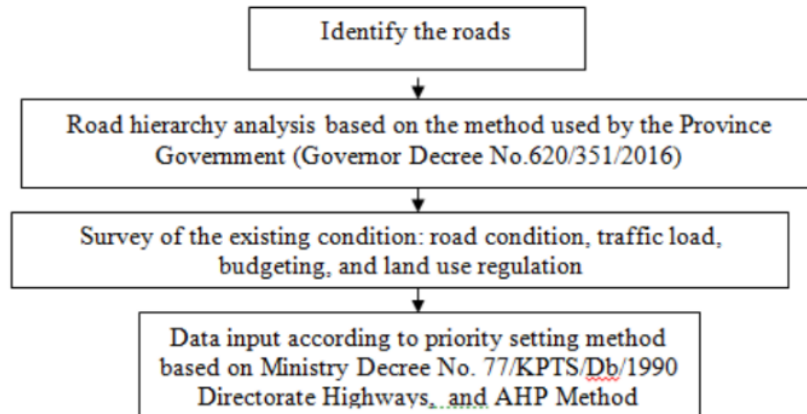 Identify the roads
Road hierarchy analysis based on the method used by the Province
Government (Governor Decree No.620/351/2016)
Survey of the existing condition: road condition, traffic load,
budgeting, and land use regulation
Data input according to priority setting method
based on Ministry Decree No. 77/KPTS/Db/1990
Directorate Highways, and AHP Method